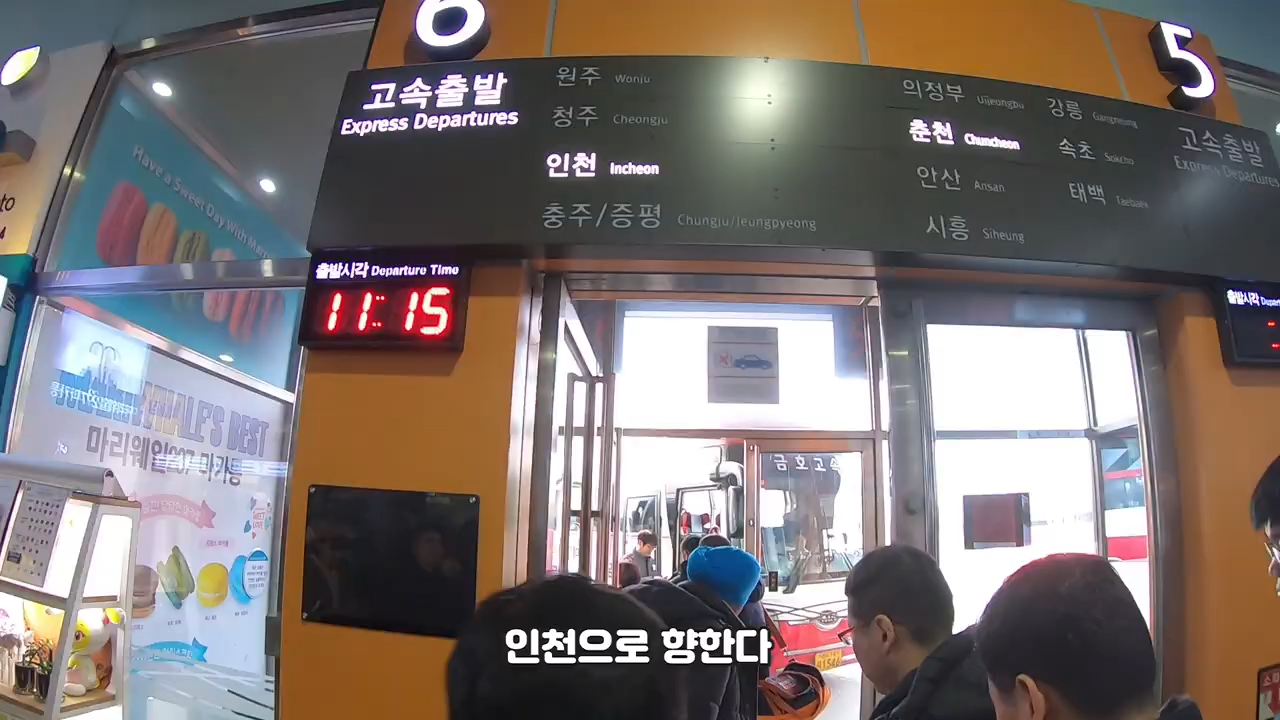 6
5
고속출발
Express Departures
원주 Wonju
청주 Cheongju
인천 Incheon
충주/증평 Chungju/Jeungpyeong
의정부 Uijeongbu
춘천 Chuncheon
안산 Ansan
시흥 Siheung
강릉 Gangneung
속초 Sokcho
태백 Taebaek
고속출발
Express Departures
출발시각 Departure Time
11:15
출발시각
Have a Sweet Day With
금호고속
인천으로 향한다